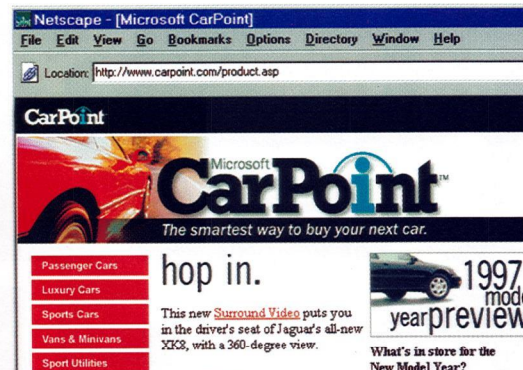 Netscape - [Microsoft CarPoint]
File Edit View Go Bookmarks Options Directory Window Help
Location: http://www.carpoint.com/product.asp
CarPoint
Microsoft
CarPoint™
The smartest way to buy your next car.
Passenger Cars
Luxury Cars
Sports Cars
Vans & Minivans
Sport Utilities
hop in.
This new Surround Video puts you
in the driver's seat of Jaguar's all-new
XK8, with a 360-degree view.
1997
mode
yearpreview
What's in store for the
New Model Year?